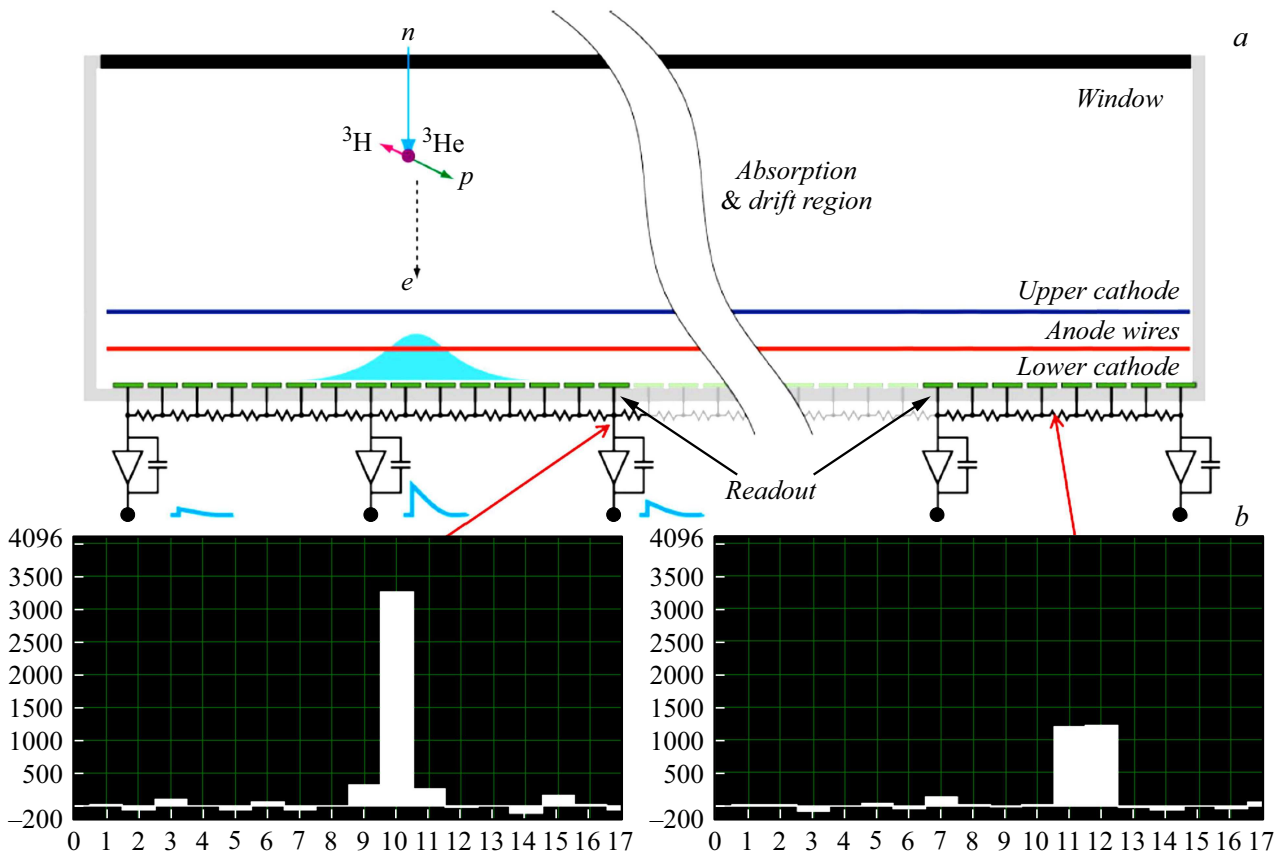 n
a
Window
³H
³He
p
Absorption
& drift region
e
Upper cathode
Anode wires
Lower cathode
Readout
b
4096
3500
3000
2500
2000
1500
1000
500
–200
0 1 2 3 4 5 6 7 8 9 10 11 12 13 14 15 16 17
4096
3500
3000
2500
2000
1500
1000
500
–200
0 1 2 3 4 5 6 7 8 9 10 11 12 13 14 15 16 17